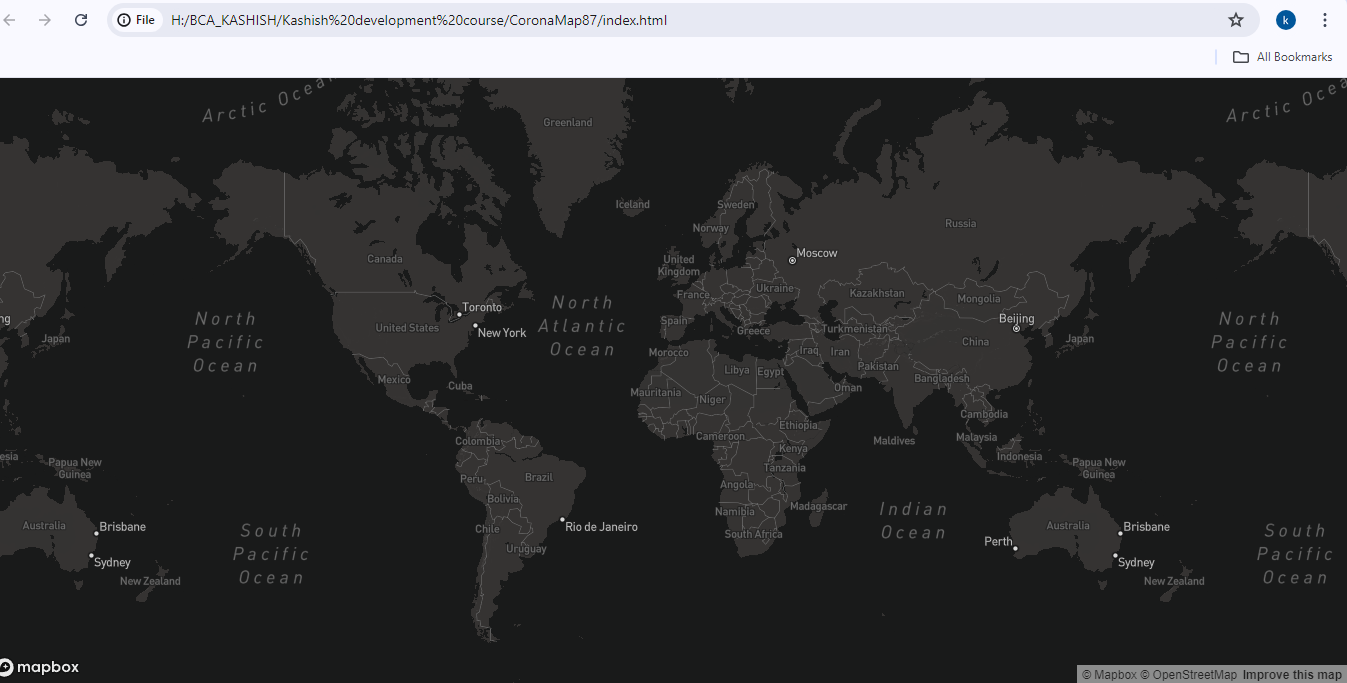 File
H:/BCA_KASHISH/Kashish%20development%20course/CoronaMap87/index.html
k
All Bookmarks
Arctic
Arctic
Greenland
Iceland
Sweden
Norway
Russia
Moscow
Canada
United
Kingdom
Ukraine
France
Kazakhstan
Mongolia
Toronto
New York
United States
North
Atlantic
Ocean
Spain
Greece
Turkmenistan
Beijing
China
Japan
Japan
North
Pacific
Ocean
North
Pacific
Ocean
Morocco
Libya
Egypt
Iraq
Iran
Pakistan
Bangladesh
Oman
Mexico
Cuba
Mauritania
Niger
Cambodia
Ethiopia
Cameroon
Kenya
Maldives
Malaysia
Indonesia
Colombia
Papua New
Guinea
Papua New
Guinea
Tanzania
Peru
Brazil
Angola
Bolivia
Namibia
Madagascar
Indian
Ocean
Australia
Brisbane
Rio de Janeiro
Chile
South Africa
Uruguay
Perth
Australia
Brisbane
Sydney
Sydney
New Zealand
New Zealand
South
Pacific
Ocean
South
Pacific
Ocean
mapbox
© Mapbox © OpenStreetMap Improve this map